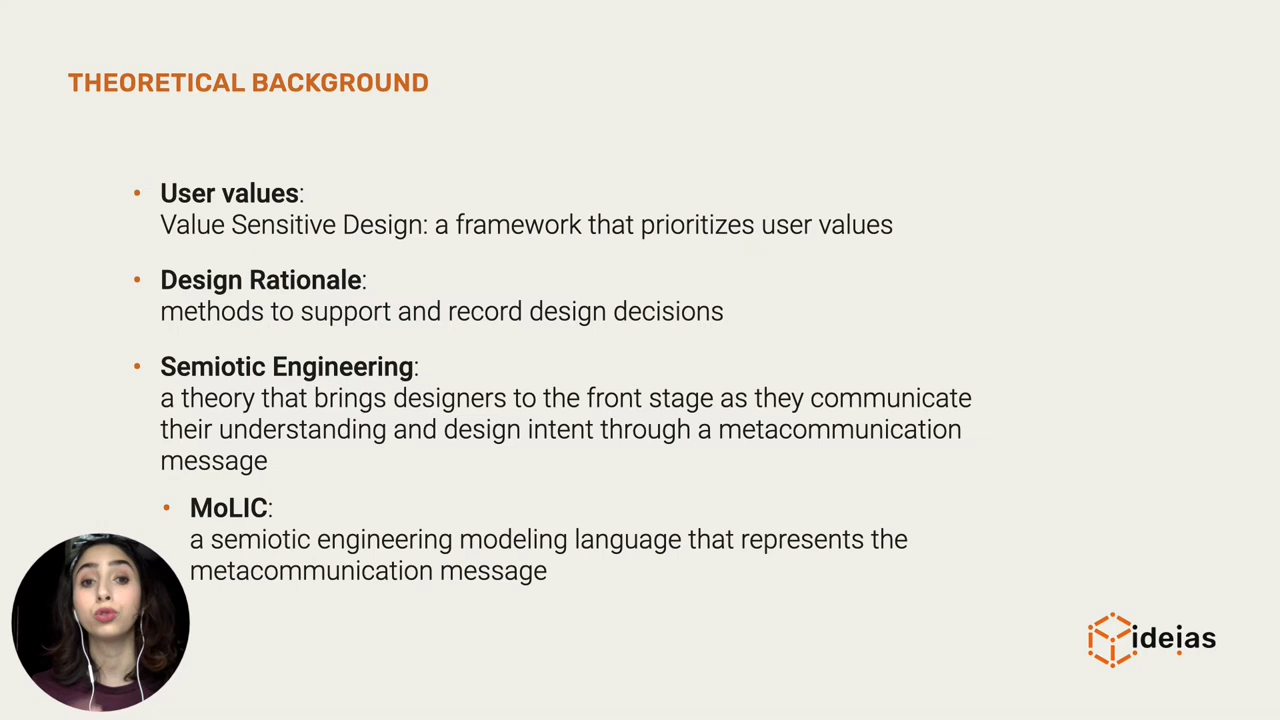 THEORETICAL BACKGROUND
• User values:
Value Sensitive Design: a framework that prioritizes user values
• Design Rationale:
methods to support and record design decisions
• Semiotic Engineering:
a theory that brings designers to the front stage as they communicate
their understanding and design intent through a metacommunication
message
• MoLIC:
a semiotic engineering modeling language that represents the
metacommunication message
ideias